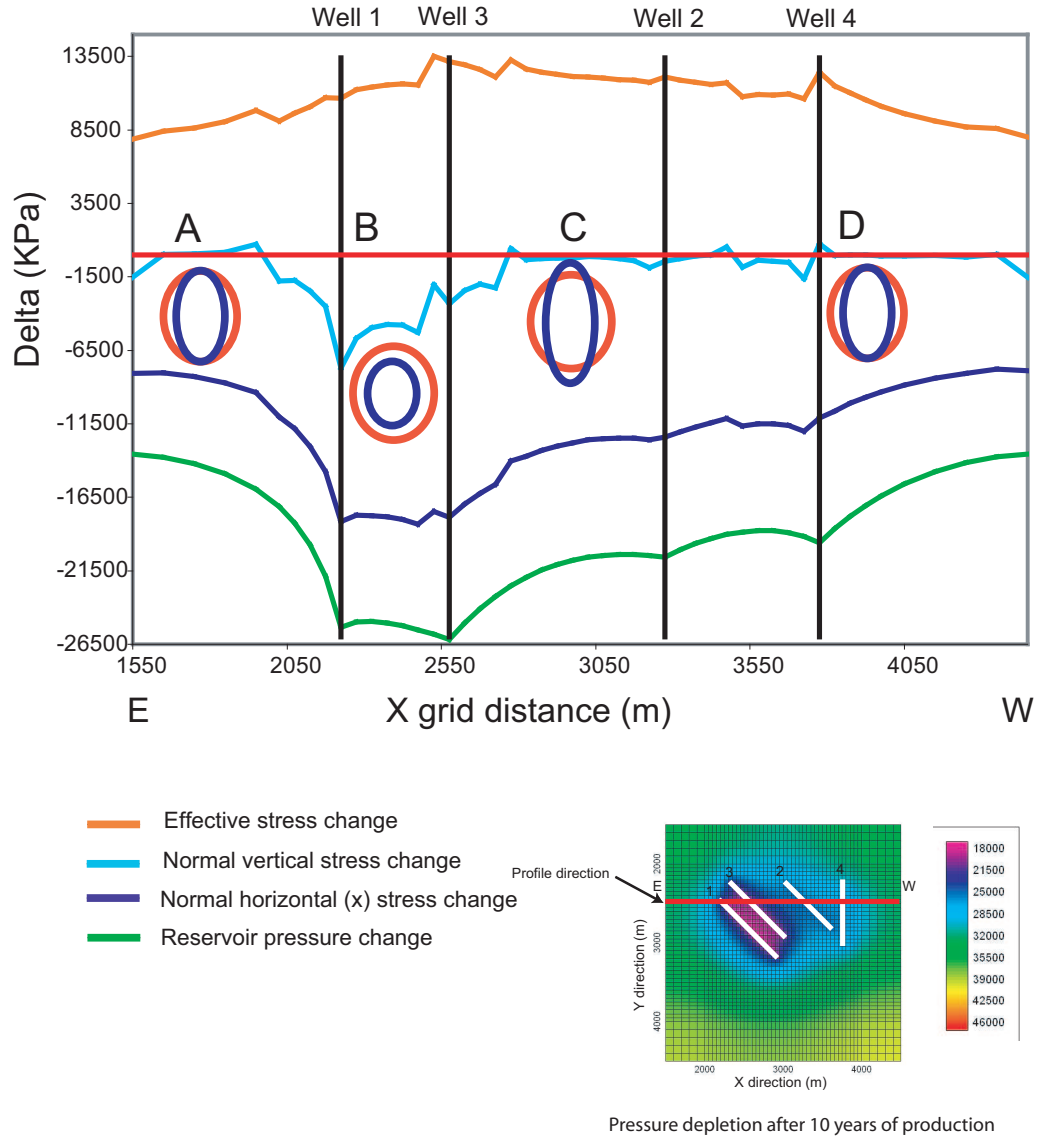 Well 1
Well 3
Well 2
Well 4
13500
8500
3500
-1500
-6500
-11500
-16500
-21500
-26500
Delta (KPa)
A
B
C
D
1550
2050
2550
3050
3550
4050
E
X grid distance (m)
W
Effective stress change
Normal vertical stress change
Normal horizontal (x) stress change
Reservoir pressure change
Profile direction
E
W
1
3
2
4
2000
3000
4000
Y direction (m)
2000
3000
4000
X direction (m)
18000
21500
25000
28500
32000
35500
39000
42500
46000
Pressure depletion after 10 years of production